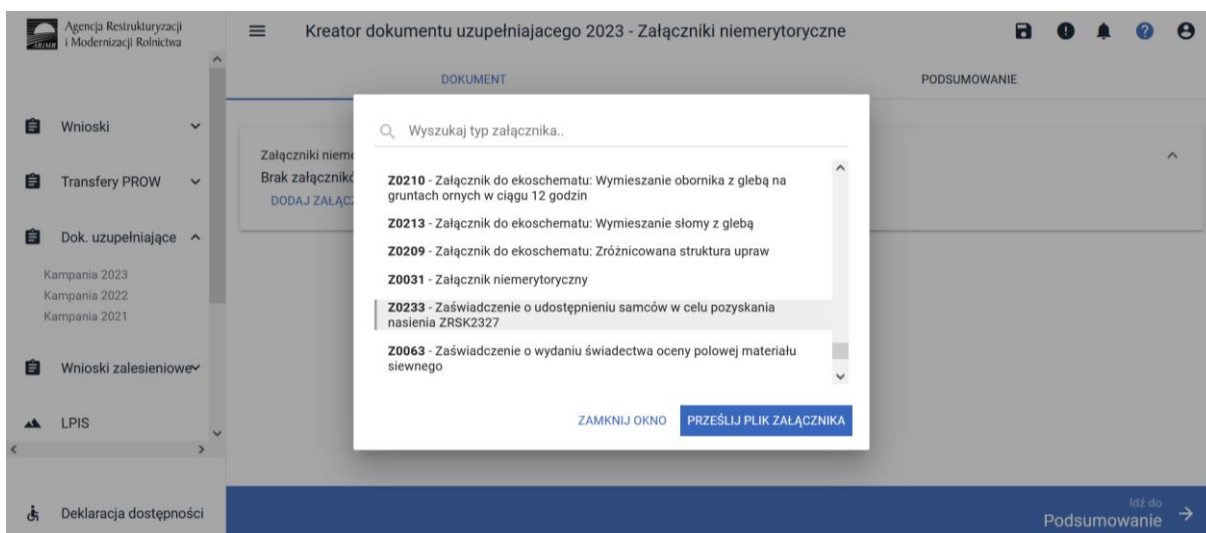 Agencja Restrukturyzacji
i Modernizacji Rolnictwa
ARiMR
Kreator dokumentu uzupełniajacego 2023 - Załączniki niemerytoryczne
DOKUMENT
PODSUMOWANIE
Wnioski
Transfery PROW
Dok. uzupełniające
Kampania 2023
Kampania 2022
Kampania 2021
Wnioski zalesieniowe
LPIS
Deklaracja dostępności
Załączniki nieme
Brak załącznikó
DODAJ ZAŁĄC
Wyszukaj typ załącznika..
Z0210 - Załącznik do ekoschematu: Wymieszanie obornika z glebą na
gruntach ornych w ciągu 12 godzin
Z0213 - Załącznik do ekoschematu: Wymieszanie słomy z glebą
Z0209 - Załącznik do ekoschematu: Zróżnicowana struktura upraw
Z0031 - Załącznik niemerytoryczny
Z0233 - Zaświadczenie o udostępnieniu samców w celu pozyskania
nasienia ZRSK2327
Z0063 - Zaświadczenie o wydaniu świadectwa oceny polowej materiału
siewnego
ZAMKNIJ OKNO
PRZEŚLIJ PLIK ZAŁĄCZNIKA
Idź do
Podsumowanie